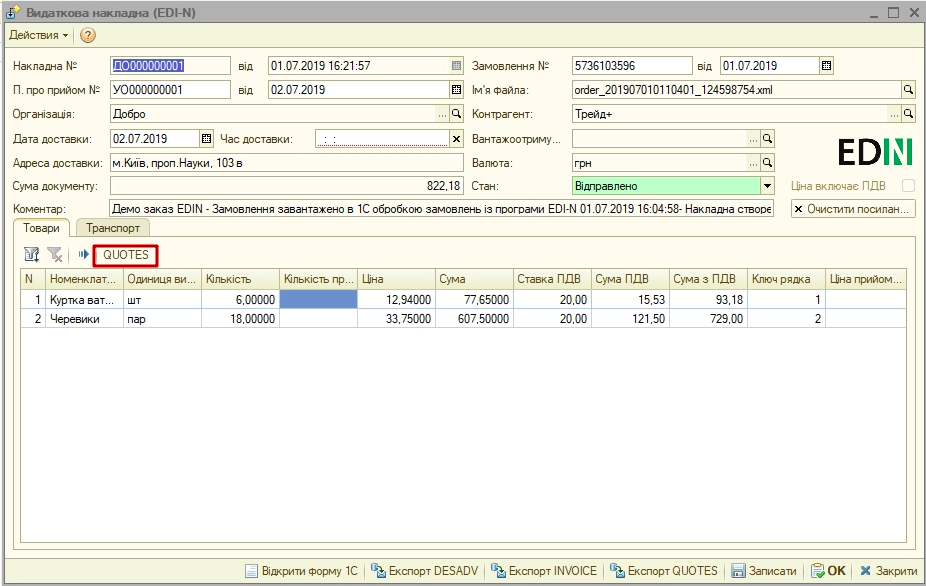 Видаткова накладна (EDI-N)
Действия
Накладна № ДО000000001 від 01.07.2019 16:21:57 Замовлення № 5736103596 від 01.07.2019
П. про прийом № УО000000001 від 02.07.2019 Ім'я файла: order_201907010110401_124598754.xml
Організація: Добро Контрагент: Трейд+
Дата доставки: 02.07.2019 Час доставки: : : Вантажоотриму...
EDIN
Адреса доставки: м.Київ, проп.Науки, 103 в Валюта: грн
Сума документу: 822,18 Стан: Відправлено Ціна включає ПДВ
Коментар: Демо заказ EDIN - Замовлення завантажено в 1С обробкою замовлень із програми EDI-N 01.07.2019 16:04:58- Накладна створе Очистити посилан...
Товари Транспорт
QUOTES
N Номенклат... Одиниця ви... Кількість Кількість пр... Ціна Сума Ставка ПДВ Сума ПДВ Сума з ПДВ Ключ рядка Ціна прийом...
1 Куртка ват... шт 6,00000 12,94000 77,65000 20,00 15,53 93,18 1
2 Черевики пар 18,00000 33,75000 607,50000 20,00 121,50 729,00 2
Відкрити форму 1С Експорт DESADV Експорт INVOICE Експорт QUOTES Записати OK Закрити